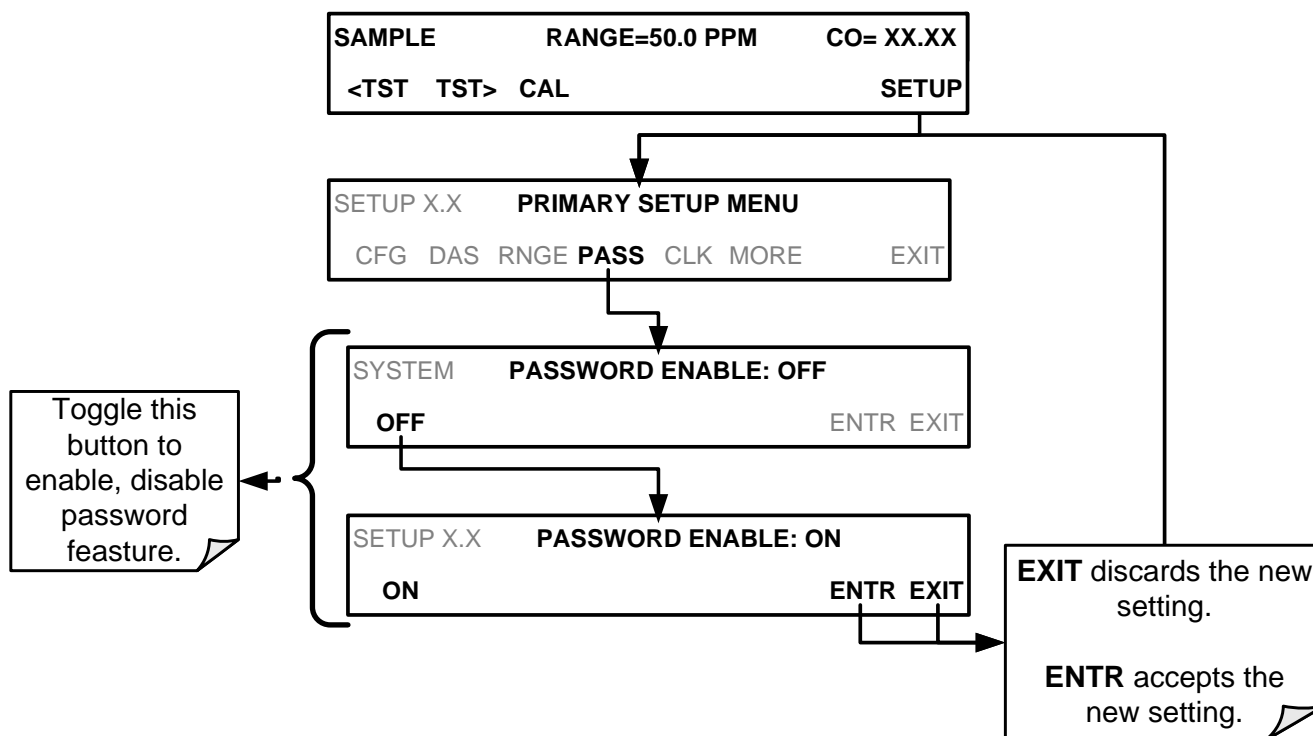 SAMPLE RANGE=50.0 PPM CO= XX.XX
<TST TST> CAL SETUP
SETUP X.X PRIMARY SETUP MENU
CFG DAS RNGE PASS CLK MORE EXIT
SYSTEM PASSWORD ENABLE: OFF
OFF ENTR EXIT
Toggle this
button to
enable, disable
password
feasture.
SETUP X.X PASSWORD ENABLE: ON
ON ENTR EXIT
EXIT discards the new
setting.
ENTR accepts the
new setting.